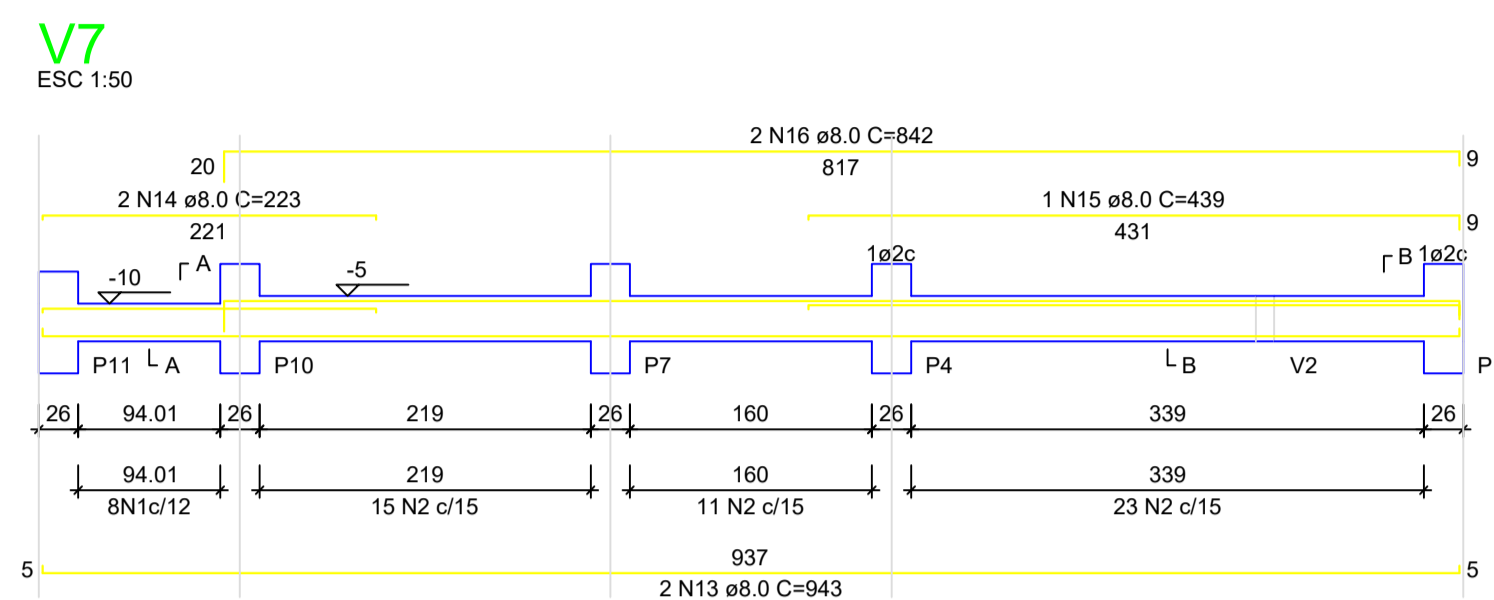 V7
ESC 1:50
2 N16 ø8.0 C=842
20
817
9
2 N14 ø8.0 C=223
1 N15 ø8.0 C=439
221
431
9
A
-10
-5
1ø2c
B
1ø2c
P11
A
P10
P7
P4
B
V2
P
26
94.01
26
219
26
160
26
339
26
94.01
219
160
339
8N1c/12
15 N2 c/15
11 N2 c/15
23 N2 c/15
937
5
5
2 N13 ø8.0 C=943